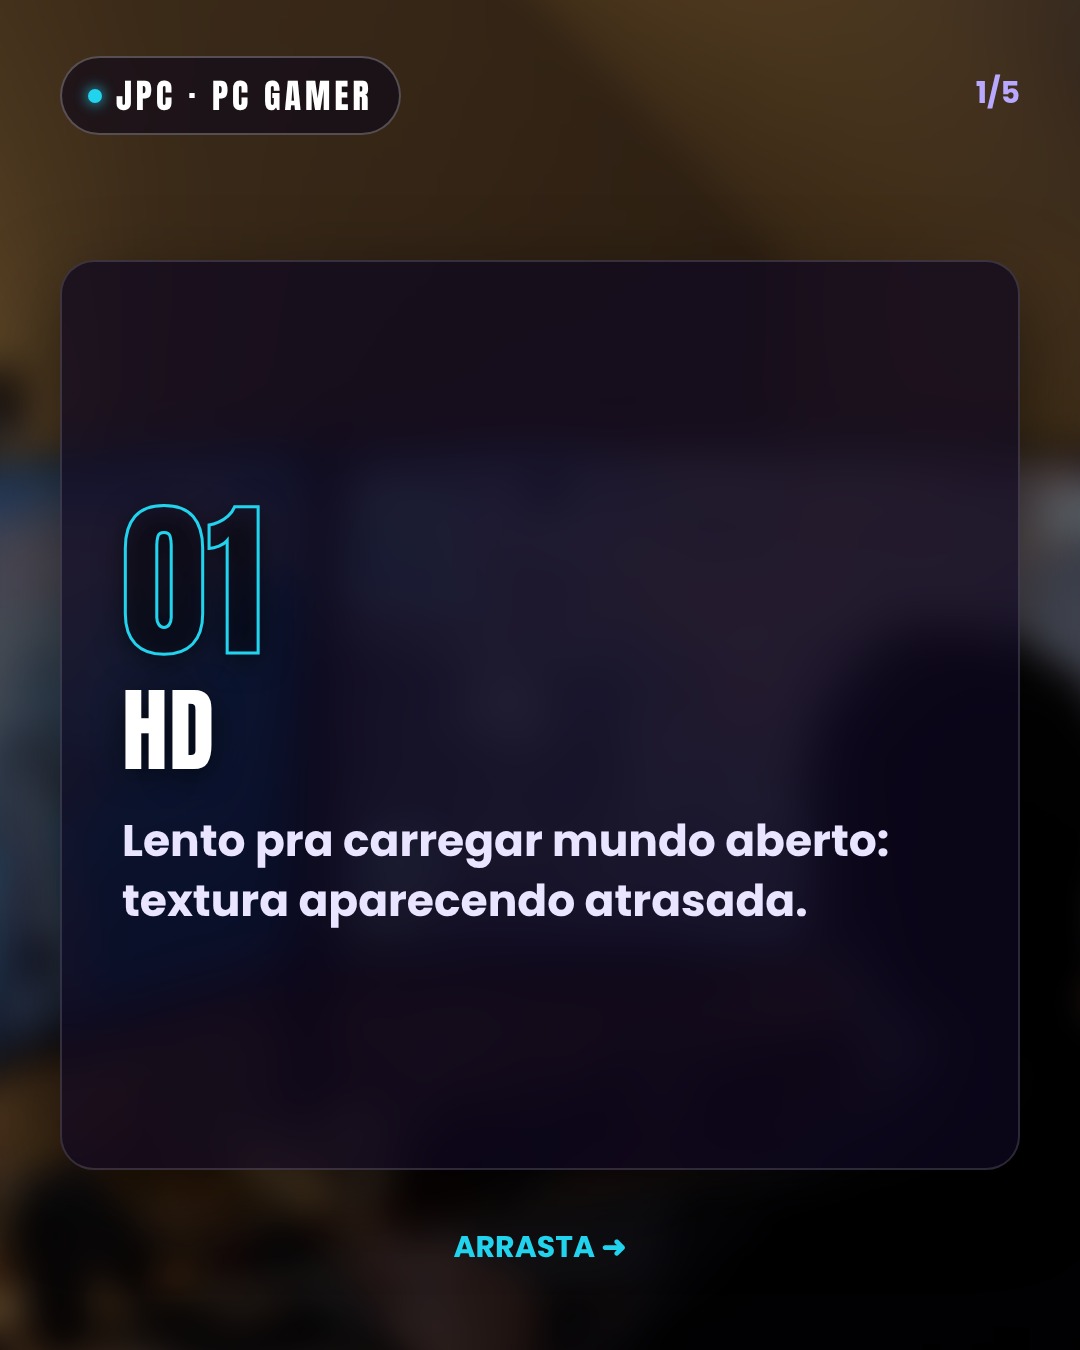 JPC · PC GAMER
1/5
01
HD
Lento pra carregar mundo aberto:
textura aparecendo atrasada.
ARRASTA ➜